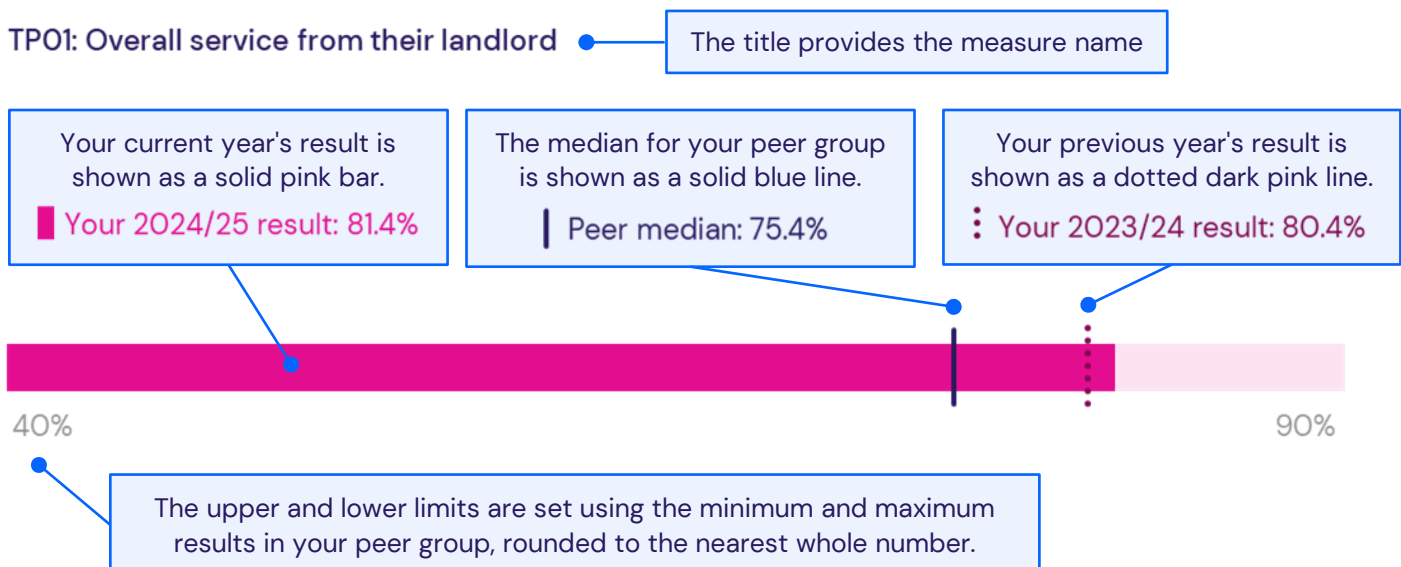 TP01: Overall service from their landlord
The title provides the measure name
Your current year's result is
shown as a solid pink bar.
Your 2024/25 result: 81.4%
The median for your peer group
is shown as a solid blue line.
Peer median: 75.4%
Your previous year's result is
shown as a dotted dark pink line.
Your 2023/24 result: 80.4%
40%
90%
The upper and lower limits are set using the minimum and maximum
results in your peer group, rounded to the nearest whole number.